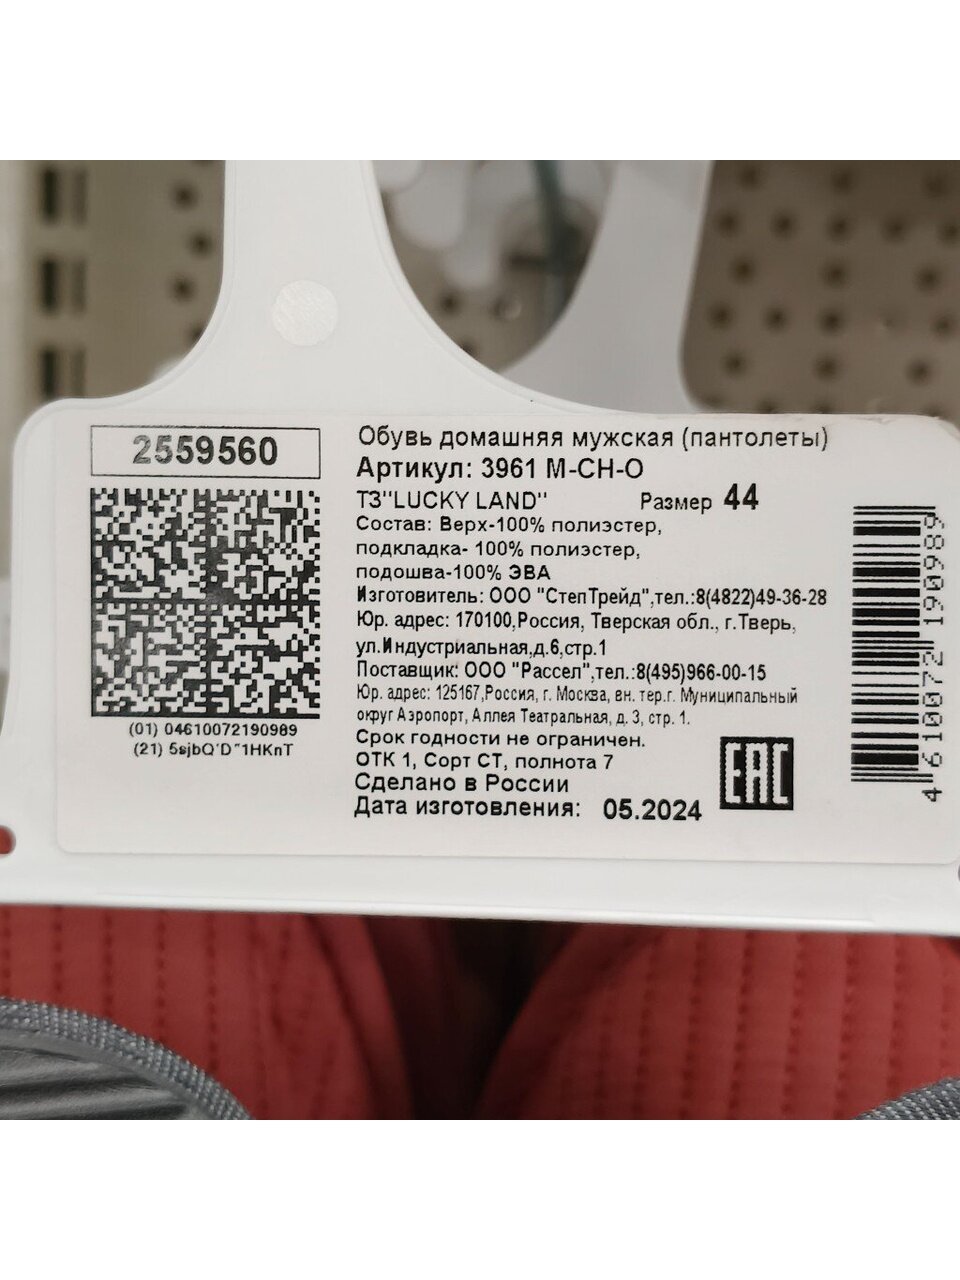 2559560
(01) 04610072190989
(21) 5sjbQ'D"1HKnT
Обувь домашняя мужская (пантолеты)
Артикул: 3961 M-CH-O
ТЗ"LUCKY LAND" Размер 44
Состав: Верх-100% полиэстер,
подкладка- 100% полиэстер,
подошва-100% ЭВА
Изготовитель: ООО "СтепТрейд",тел.:8(4822)49-36-28
Юр. адрес: 170100,Россия, Тверская обл., г.Тверь,
ул.Индустриальная,д.6,стр.1
Поставщик: ООО "Рассел",тел.:8(495)966-00-15
Юр. адрес: 125167,Россия, г. Москва, вн. тер.г. Муниципальный
округ Аэропорт, Аллея Театральная, д. 3, стр. 1.
Срок годности не ограничен.
ОТК 1, Сорт СТ, полнота 7
Сделано в России
Дата изготовления: 05.2024
EAC
4 610072 190989